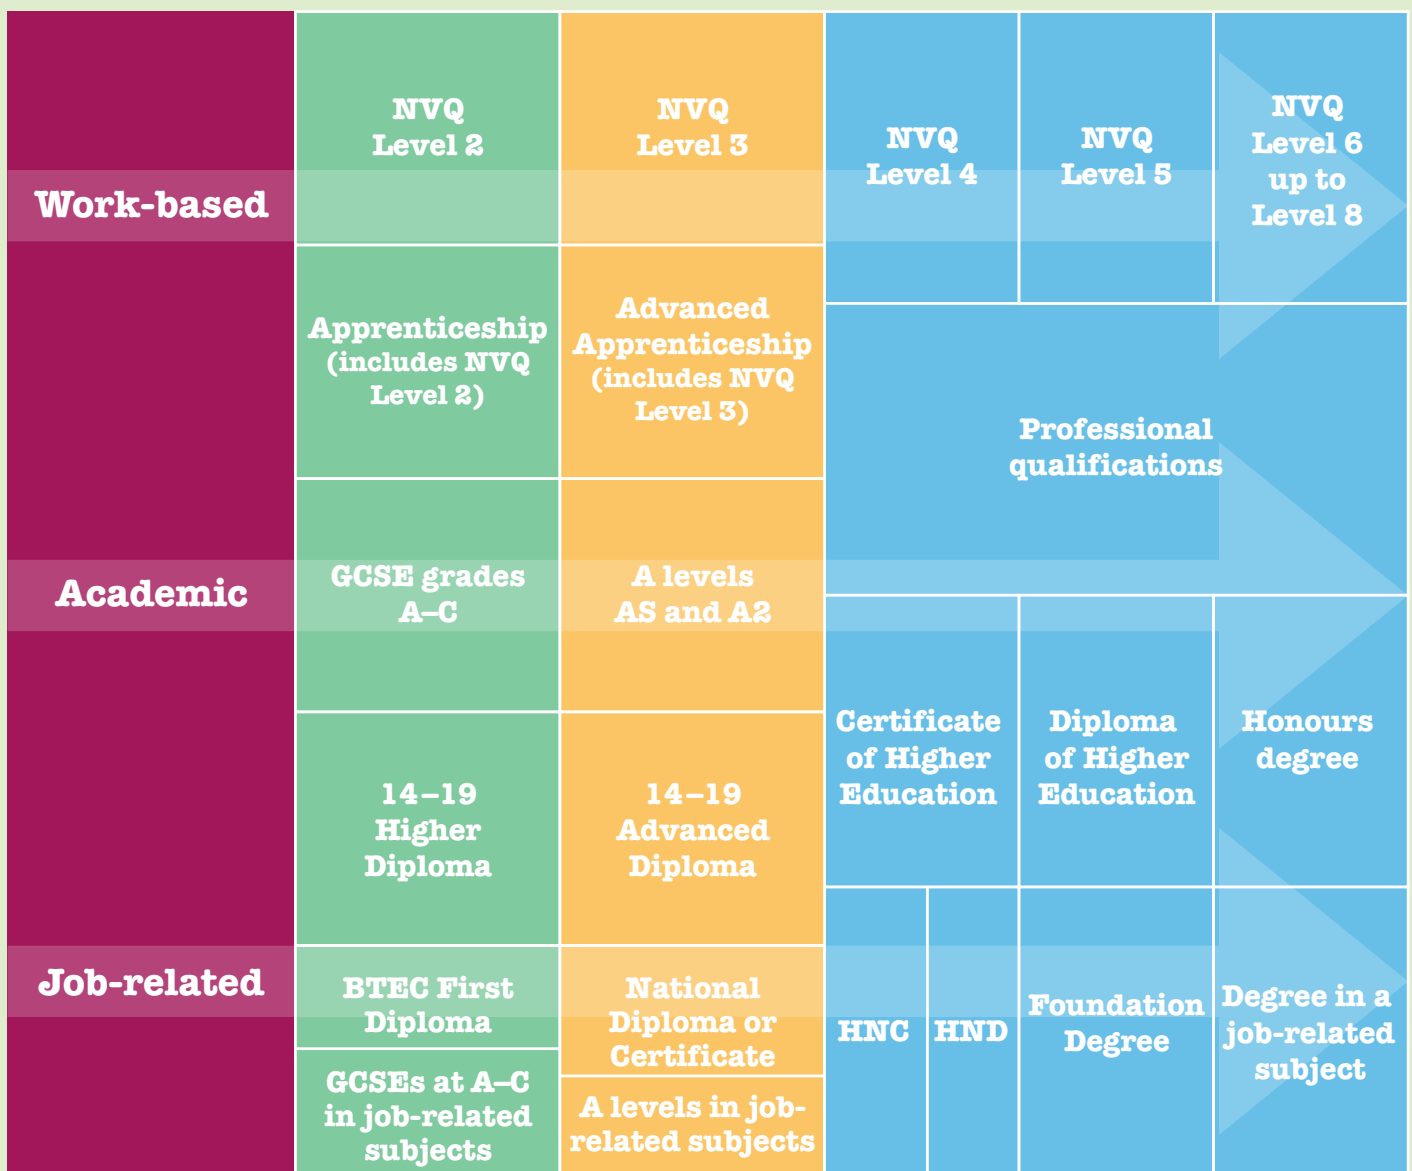 Work-based
NVQ
Level 2
NVQ
Level 3
NVQ
Level 4
NVQ
Level 5
NVQ
Level 6
up to
Level 8
Apprenticeship
(includes NVQ
Level 2)
Advanced
Apprenticeship
(includes NVQ
Level 3)
Professional
qualifications
Academic
GCSE grades
A–C
A levels
AS and A2
14–19
Higher
Diploma
14–19
Advanced
Diploma
Certificate
of Higher
Education
Diploma
of Higher
Education
Honours
degree
Job-related
BTEC First
Diploma
National
Diploma or
Certificate
HNC
HND
Foundation
Degree
Degree in a
job-related
subject
GCSEs at A–C
in job-related
subjects
A levels in job-
related subjects